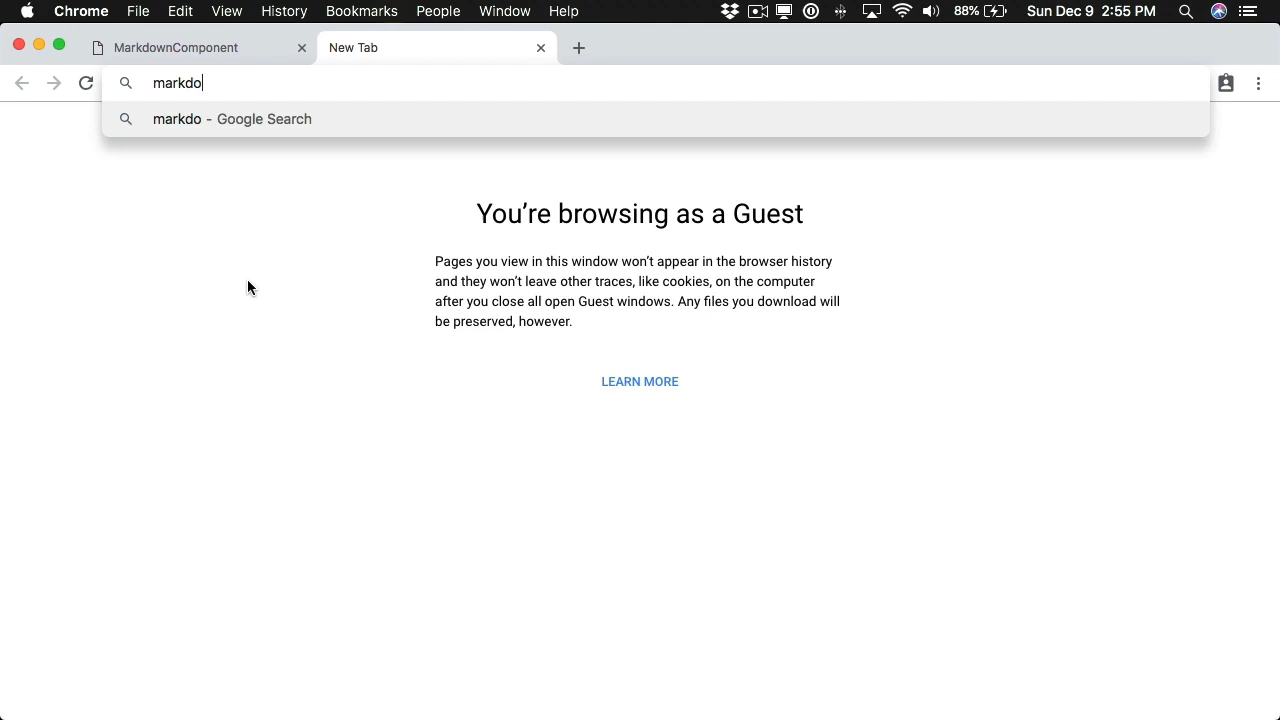 Chrome File Edit View History Bookmarks People Window Help 88% Sun Dec 9 2:55 PM
MarkdownComponent New Tab
markdo
markdo - Google Search
You’re browsing as a Guest
Pages you view in this window won’t appear in the browser history
and they won’t leave other traces, like cookies, on the computer
after you close all open Guest windows. Any files you download will
be preserved, however.
LEARN MORE